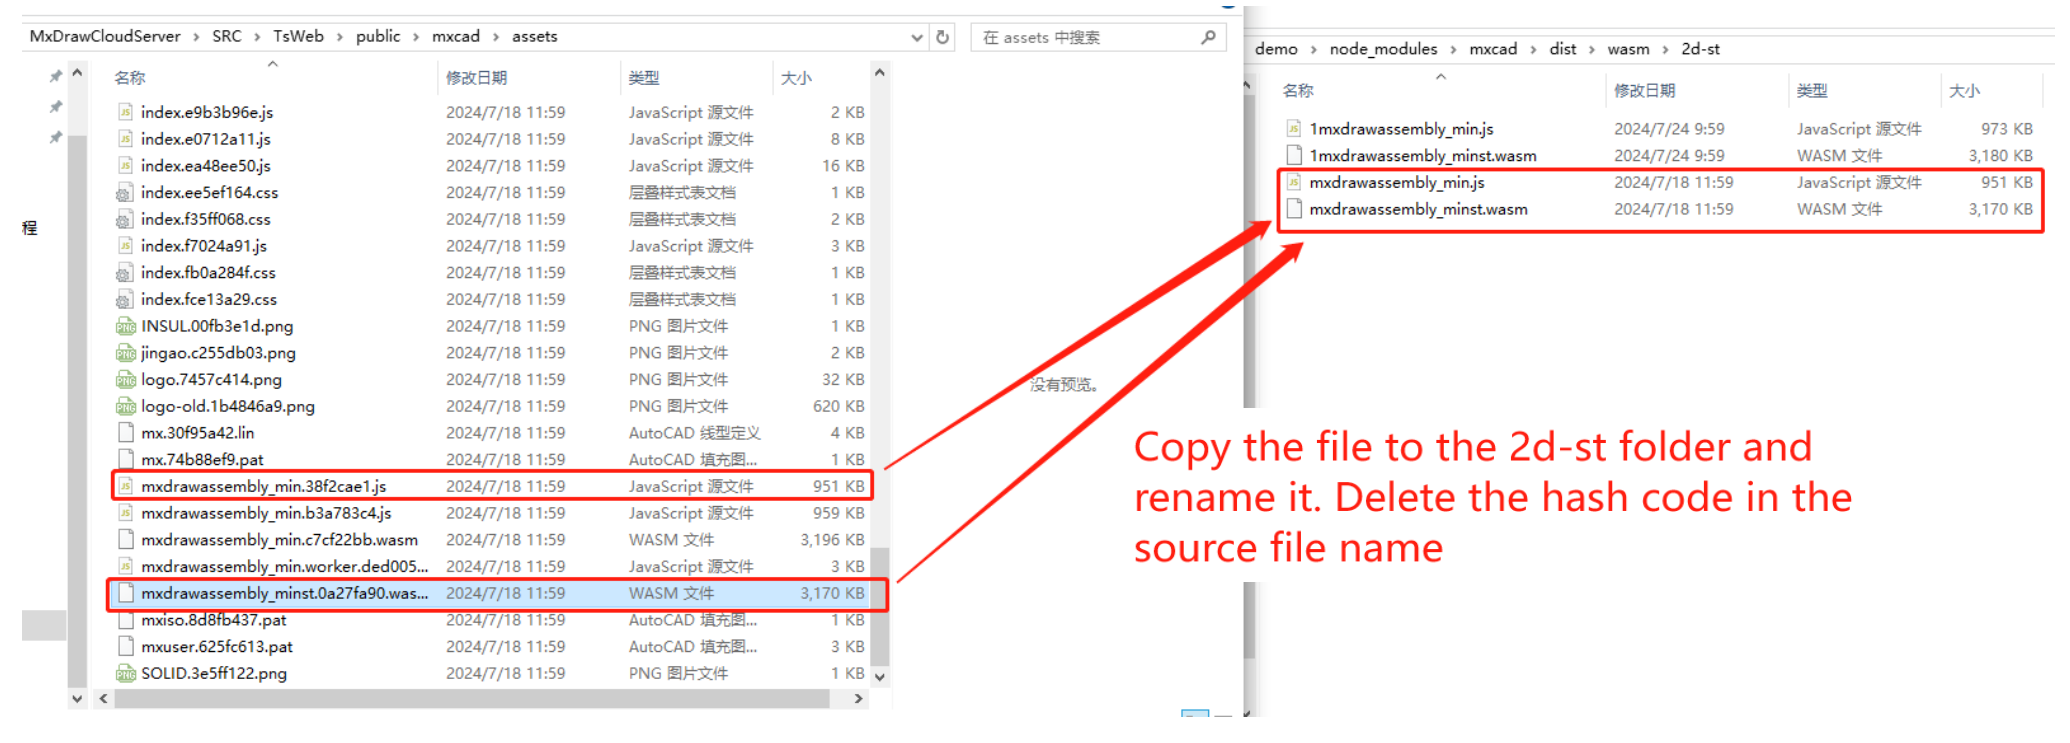 MxDrawCloudServer > SRC > TsWeb > public > mxcad > assets
在 assets 中搜索
名称 修改日期 类型 大小
index.e9b3b96e.js 2024/7/18 11:59 JavaScript 源文件 2 KB
index.e0712a11.js 2024/7/18 11:59 JavaScript 源文件 8 KB
index.ea48ee50.js 2024/7/18 11:59 JavaScript 源文件 16 KB
index.ee5ef164.css 2024/7/18 11:59 层叠样式表文档 1 KB
index.f35ff068.css 2024/7/18 11:59 层叠样式表文档 2 KB
程
index.f7024a91.js 2024/7/18 11:59 JavaScript 源文件 3 KB
index.fb0a284f.css 2024/7/18 11:59 层叠样式表文档 1 KB
index.fce13a29.css 2024/7/18 11:59 层叠样式表文档 1 KB
INSUL.00fb3e1d.png 2024/7/18 11:59 PNG 图片文件 1 KB
jingao.c255db03.png 2024/7/18 11:59 PNG 图片文件 2 KB
logo.7457c414.png 2024/7/18 11:59 PNG 图片文件 32 KB
logo-old.1b4846a9.png 2024/7/18 11:59 PNG 图片文件 620 KB
mx.30f95a42.lin 2024/7/18 11:59 AutoCAD 线型定义 4 KB
mx.74b88ef9.pat 2024/7/18 11:59 AutoCAD 填充图... 1 KB
mxdrawassembly_min.38f2cae1.js 2024/7/18 11:59 JavaScript 源文件 951 KB
mxdrawassembly_min.b3a783c4.js 2024/7/18 11:59 JavaScript 源文件 959 KB
mxdrawassembly_min.c7cf22bb.wasm 2024/7/18 11:59 WASM 文件 3,196 KB
mxdrawassembly_min.worker.ded005... 2024/7/18 11:59 JavaScript 源文件 3 KB
mxdrawassembly_minst.0a27fa90.was... 2024/7/18 11:59 WASM 文件 3,170 KB
mxiso.8d8fb437.pat 2024/7/18 11:59 AutoCAD 填充图... 1 KB
mxuser.625fc613.pat 2024/7/18 11:59 AutoCAD 填充图... 3 KB
SOLID.3e5ff122.png 2024/7/18 11:59 PNG 图片文件 1 KB
没有预览。
demo > node_modules > mxcad > dist > wasm > 2d-st
名称 修改日期 类型 大小
1mxdrawassembly_min.js 2024/7/24 9:59 JavaScript 源文件 973 KB
1mxdrawassembly_minst.wasm 2024/7/24 9:59 WASM 文件 3,180 KB
mxdrawassembly_min.js 2024/7/18 11:59 JavaScript 源文件 951 KB
mxdrawassembly_minst.wasm 2024/7/18 11:59 WASM 文件 3,170 KB
Copy the file to the 2d-st folder and
rename it. Delete the hash code in the
source file name